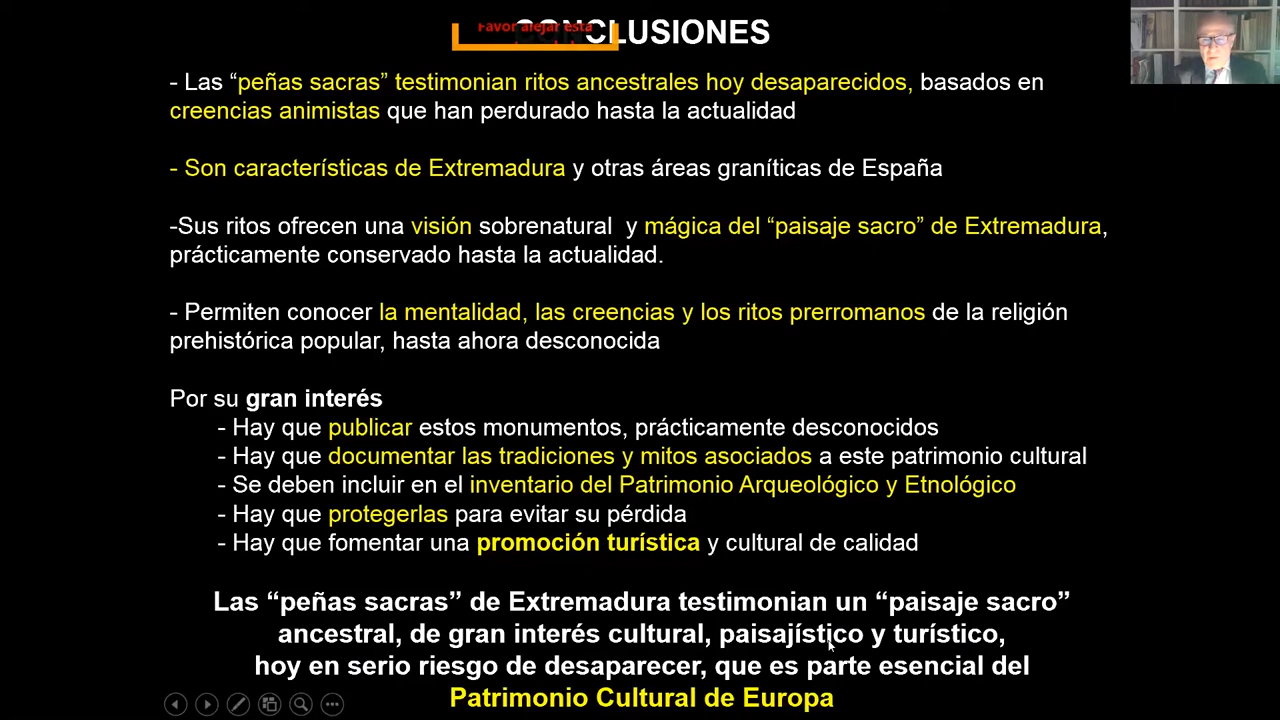 CONCLUSIONES
Favor alejar esta
- Las “peñas sacras” testimonian ritos ancestrales hoy desaparecidos, basados en
creencias animistas que han perdurado hasta la actualidad
- Son características de Extremadura y otras áreas graníticas de España
-Sus ritos ofrecen una visión sobrenatural y mágica del “paisaje sacro” de Extremadura,
prácticamente conservado hasta la actualidad.
- Permiten conocer la mentalidad, las creencias y los ritos prerromanos de la religión
prehistórica popular, hasta ahora desconocida
Por su gran interés
- Hay que publicar estos monumentos, prácticamente desconocidos
- Hay que documentar las tradiciones y mitos asociados a este patrimonio cultural
- Se deben incluir en el inventario del Patrimonio Arqueológico y Etnológico
- Hay que protegerlas para evitar su pérdida
- Hay que fomentar una promoción turística y cultural de calidad
Las “peñas sacras” de Extremadura testimonian un “paisaje sacro”
ancestral, de gran interés cultural, paisajístico y turístico,
hoy en serio riesgo de desaparecer, que es parte esencial del
Patrimonio Cultural de Europa